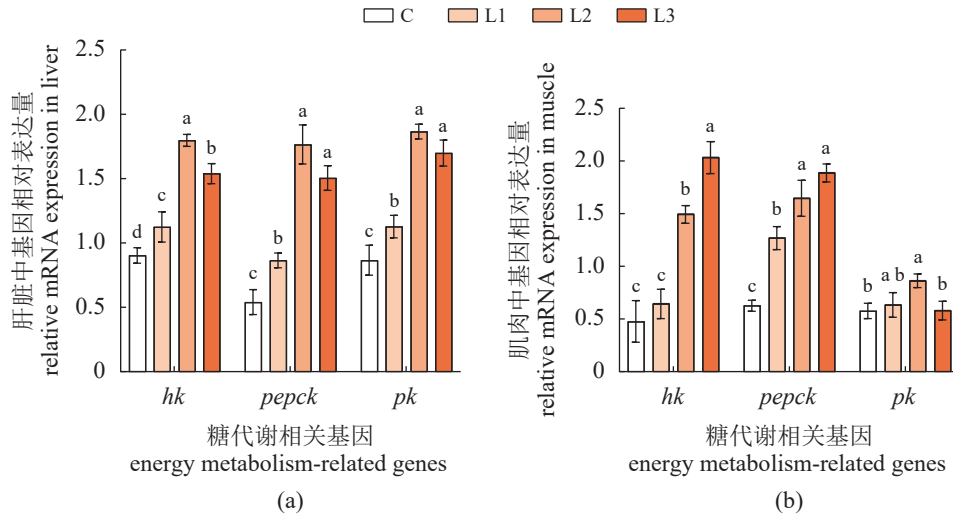 C L1 L2 L3
肝脏中基因相对表达量
relative mRNA expression in liver
2.5
2.0
1.5
1.0
0.5
0
d c a b
c b a a
c b a a
hk pepck pk
糖代谢相关基因
energy metabolism-related genes
(a)
肌肉中基因相对表达量
relative mRNA expression in muscle
2.5
2.0
1.5
1.0
0.5
0
c c b a
c b a a
b a b a b
hk pepck pk
糖代谢相关基因
energy metabolism-related genes
(b)